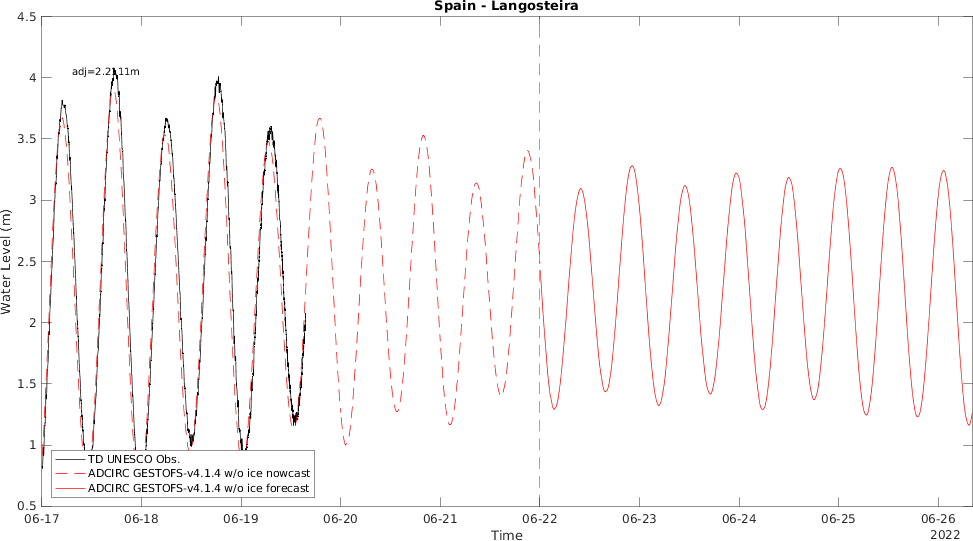 Spain - Langosteira
4.5
4
3.5
3
2.5
2
1.5
1
0.5
Water Level (m)
TD UNESCO Obs.
ADCIRC GESTOFS-v4.1.4 w/o ice nowcast
ADCIRC GESTOFS-v4.1.4 w/o ice forecast
06-17 06-18 06-19 06-20 06-21 06-22 06-23 06-24 06-25 06-26
2022
Time